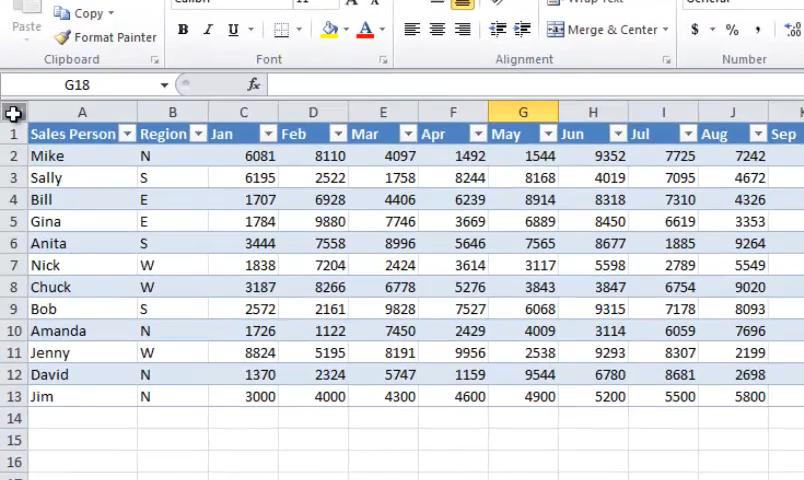 Paste
Copy
Format Painter
B I U
A
Merge & Center
$ % ,
Clipboard Font Alignment Number
G18 fx
A B C D E F G H I J
1 Sales Person Region Jan Feb Mar Apr May Jun Jul Aug Sep
2 Mike N 6081 8110 4097 1492 1544 9352 7725 7242
3 Sally S 6195 2522 1758 8244 8168 4019 7095 4672
4 Bill E 1707 6928 4406 6239 8914 8318 7310 4326
5 Gina E 1784 9880 7746 3669 6889 8450 6619 3353
6 Anita S 3444 7558 8996 5646 7565 8677 1885 9264
7 Nick W 1838 7204 2424 3614 3117 5598 2789 5549
8 Chuck W 3187 8266 6778 5276 3843 3847 6754 9020
9 Bob S 2572 2161 9828 7527 6068 9315 7178 8093
10 Amanda N 1726 1122 7450 2429 4009 3114 6059 7696
11 Jenny W 8824 5195 8191 9956 2538 9293 8307 2199
12 David N 1370 2324 5747 1159 9544 6780 8681 2698
13 Jim N 3000 4000 4300 4600 4900 5200 5500 5800
14
15
16